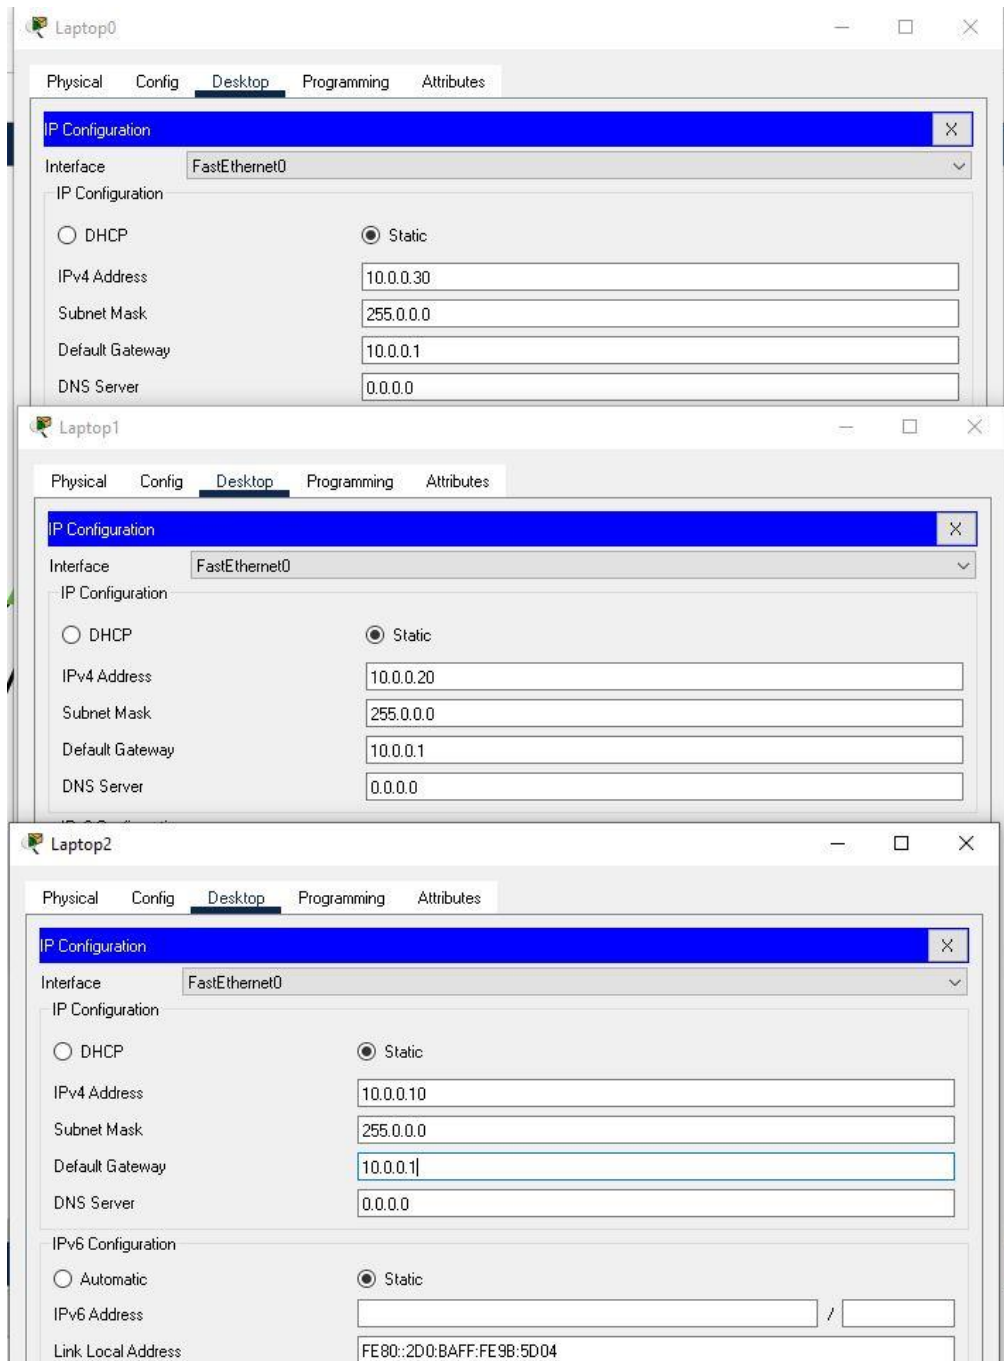 Laptop0
Physical Config Desktop Programming Attributes
IP Configuration X
Interface FastEthernet0
IP Configuration
DHCP Static
IPv4 Address 10.0.0.30
Subnet Mask 255.0.0.0
Default Gateway 10.0.0.1
DNS Server 0.0.0.0
Laptop1
Physical Config Desktop Programming Attributes
IP Configuration X
Interface FastEthernet0
IP Configuration
DHCP Static
IPv4 Address 10.0.0.20
Subnet Mask 255.0.0.0
Default Gateway 10.0.0.1
DNS Server 0.0.0.0
Laptop2
Physical Config Desktop Programming Attributes
IP Configuration X
Interface FastEthernet0
IP Configuration
DHCP Static
IPv4 Address 10.0.0.10
Subnet Mask 255.0.0.0
Default Gateway 10.0.0.1
DNS Server 0.0.0.0
IPv6 Configuration
Automatic Static
IPv6 Address /
Link Local Address FE80::2D0:BAFF:FE9B:5D04